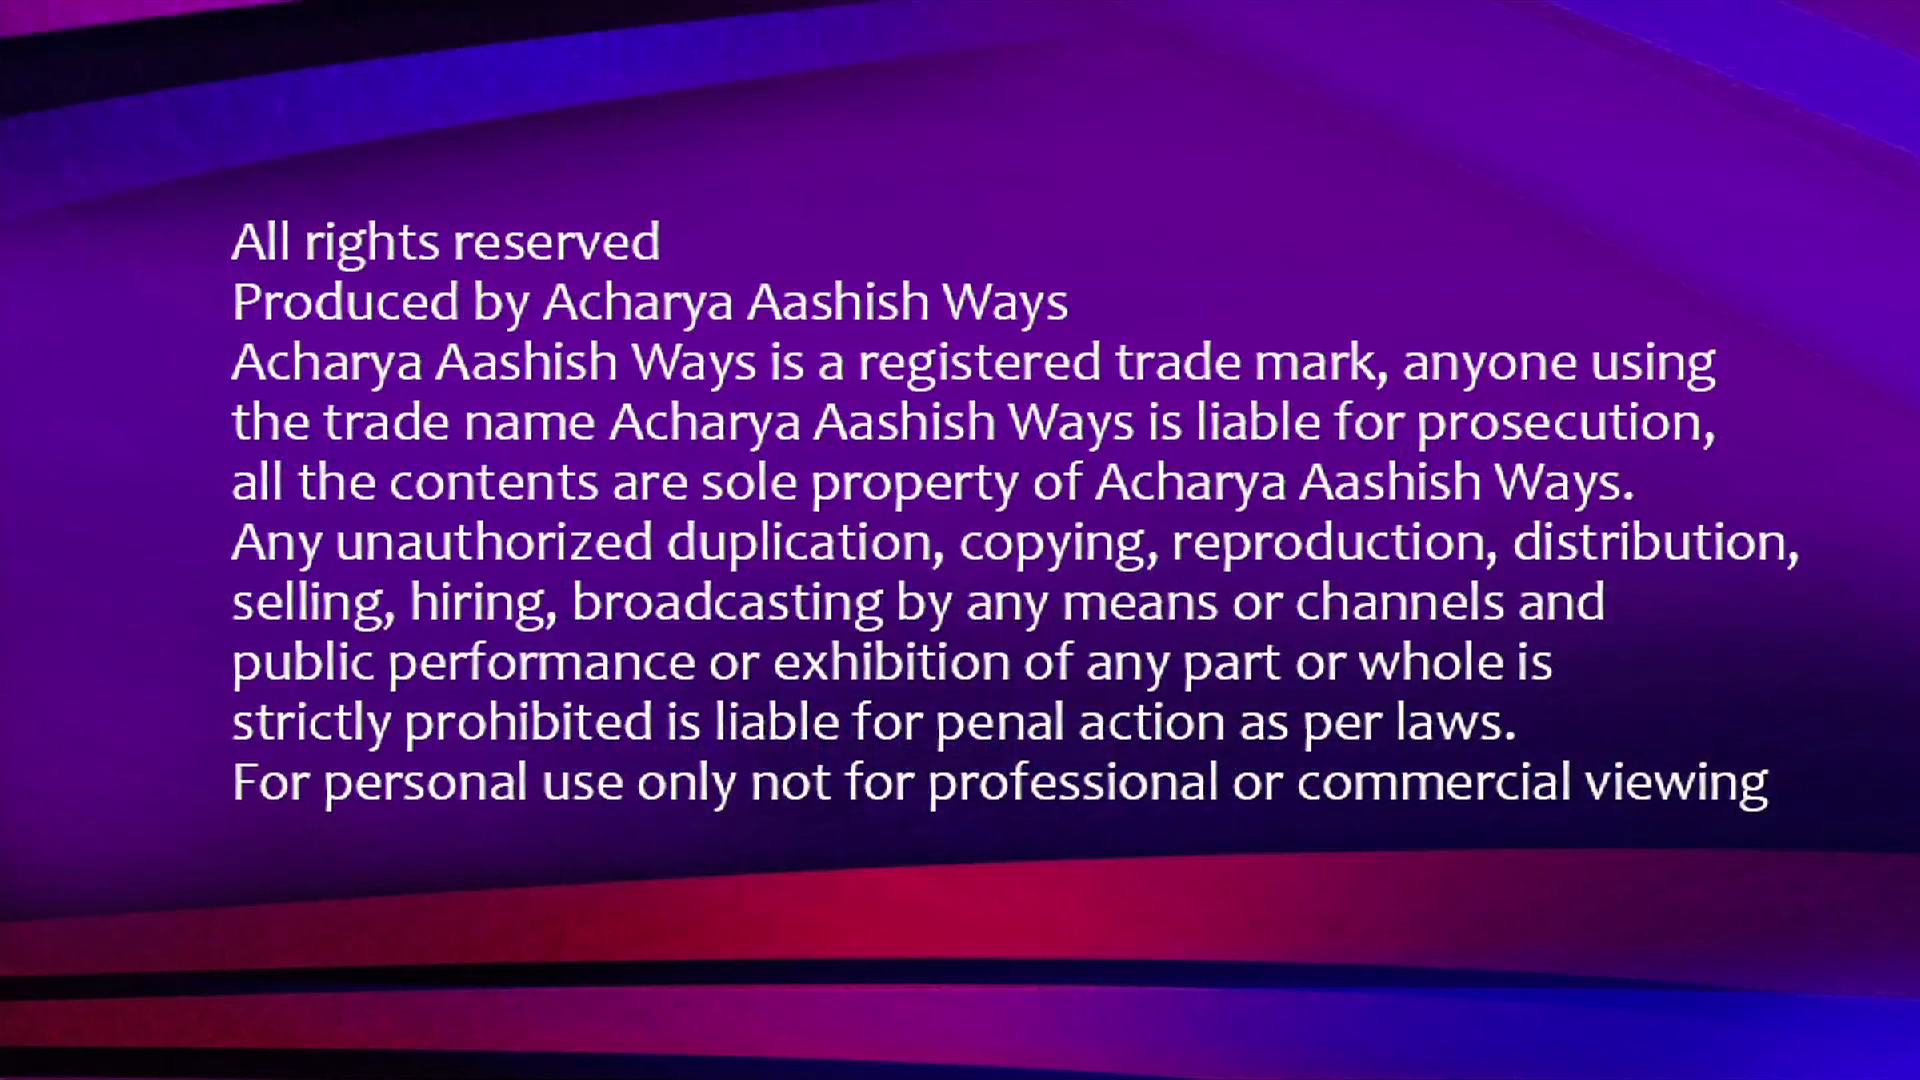 All rights reserved
Produced by Acharya Aashish Ways
Acharya Aashish Ways is a registered trade mark, anyone using
the trade name Acharya Aashish Ways is liable for prosecution,
all the contents are sole property of Acharya Aashish Ways.
Any unauthorized duplication, copying, reproduction, distribution,
selling, hiring, broadcasting by any means or channels and
public performance or exhibition of any part or whole is
strictly prohibited is liable for penal action as per laws.
For personal use only not for professional or commercial viewing